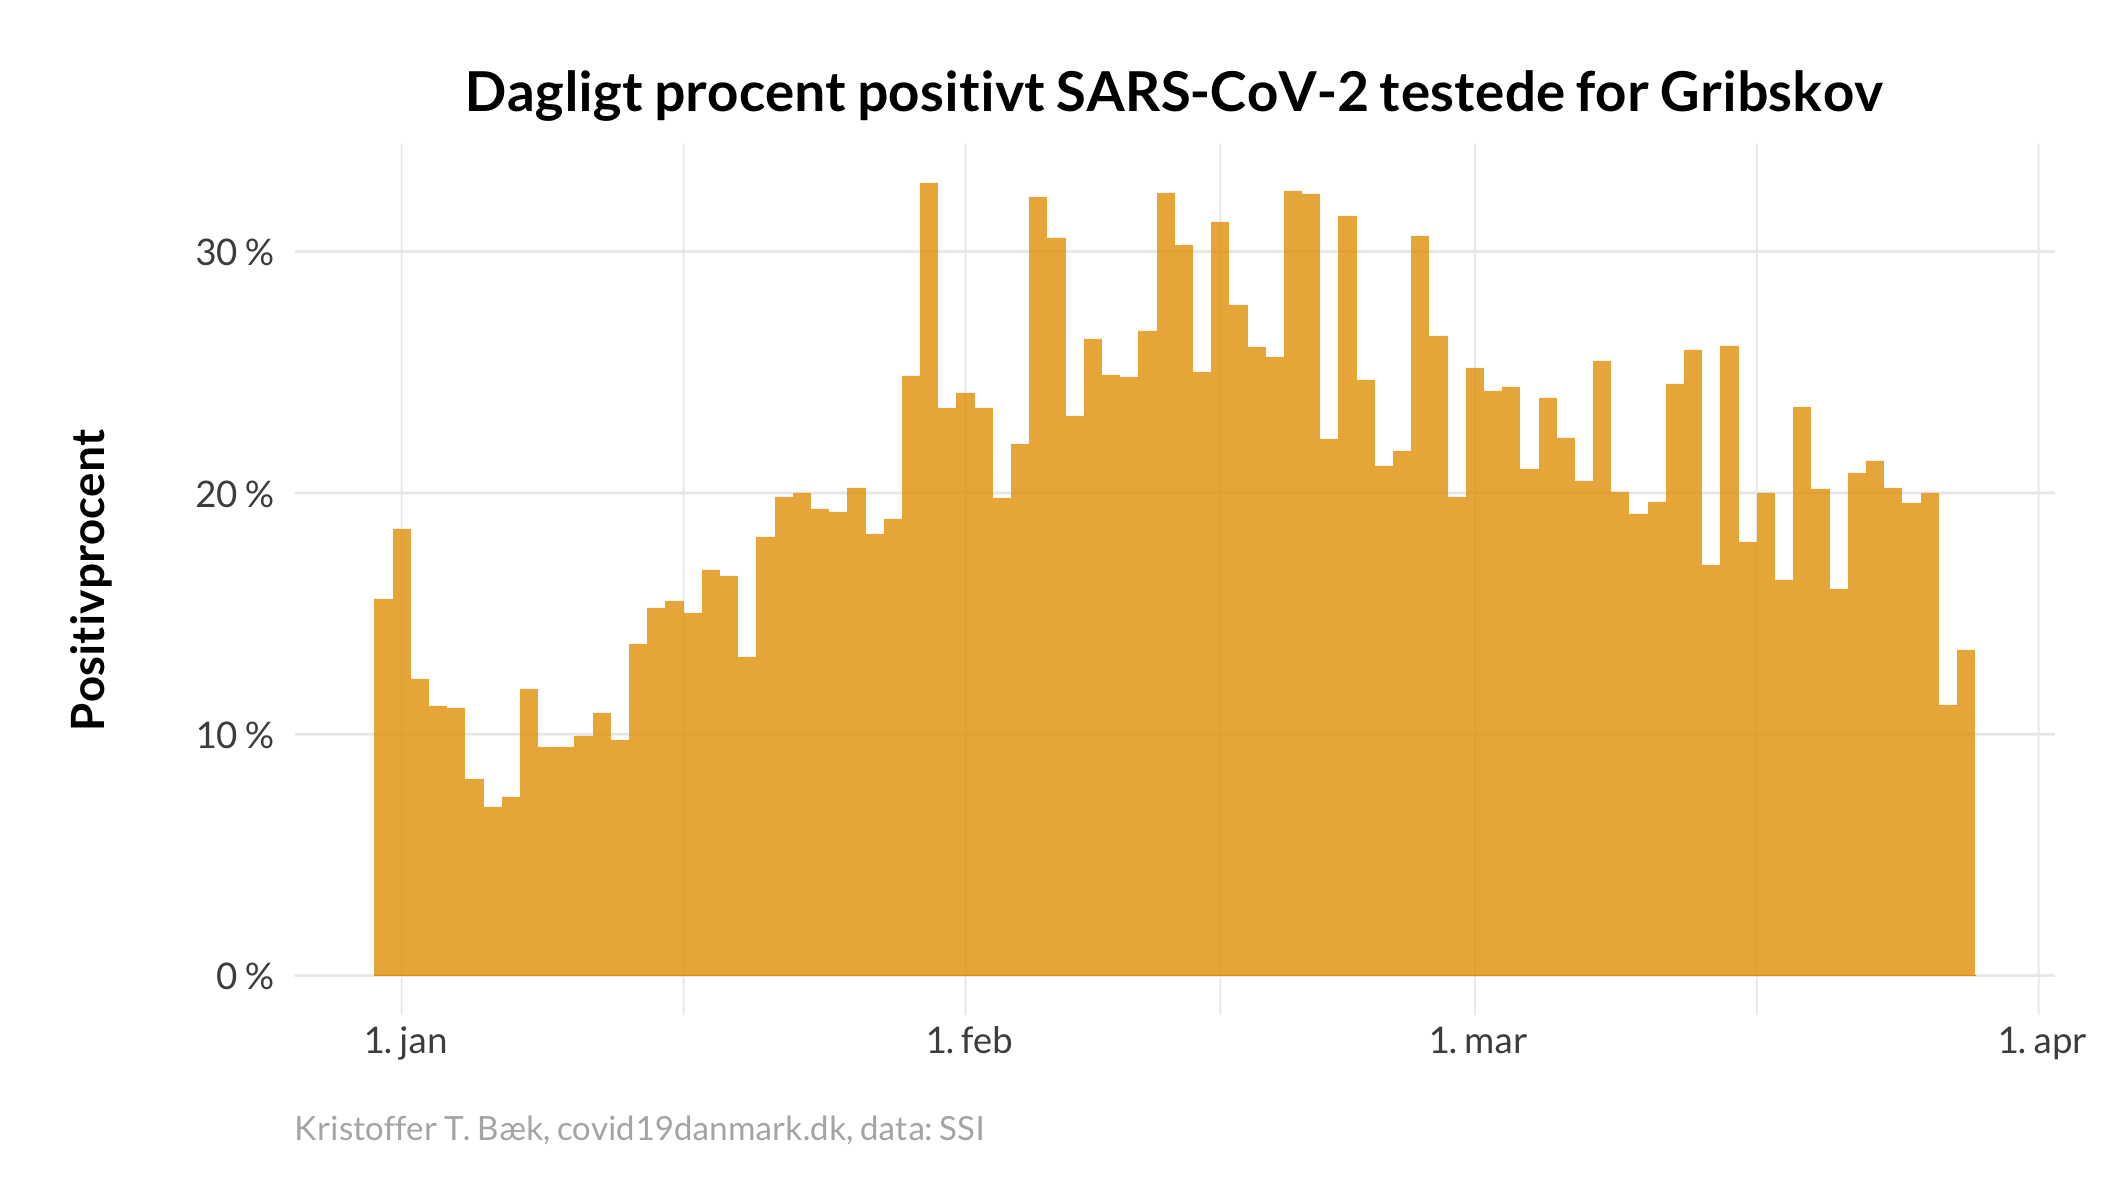 Dagligt procent positivt SARS-CoV-2 testede for Gribskov
Positivprocent
30 %
20 %
10 %
0 %
1. jan
1. feb
1. mar
1. apr
Kristoffer T. Bæk, covid19danmark.dk, data: SSI